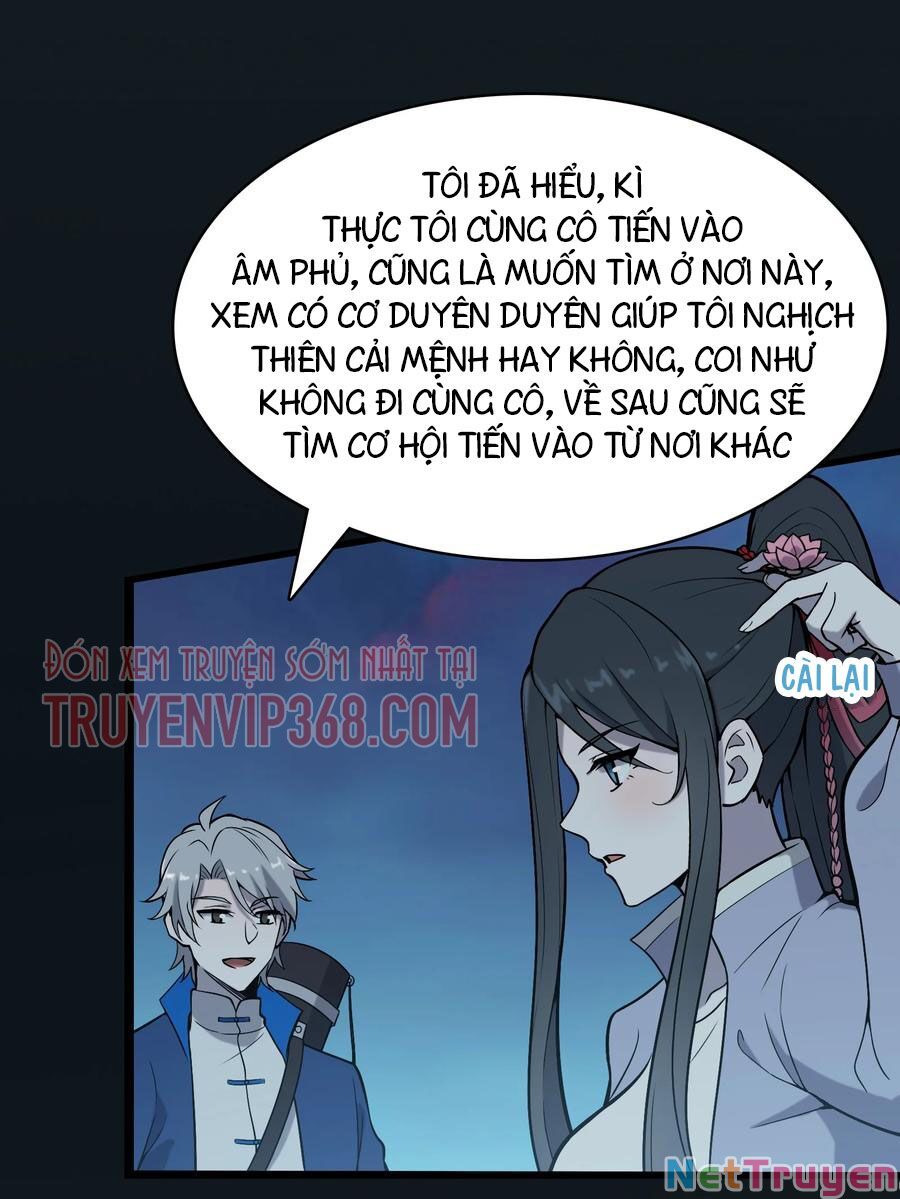 TÔI ĐÃ HIỂU, KÌ
THỰC TÔI CÙNG CÔ TIẾN VÀO
ÂM PHỦ, CŨNG LÀ MUỐN TÌM Ở NƠI NÀY,
XEM CÓ CƠ DUYÊN DUYÊN GIÚP TÔI NGHỊCH
THIÊN CẢI MỆNH HAY KHÔNG, COI NHƯ
KHÔNG ĐI CÙNG CÔ, VỀ SAU CŨNG SẼ
TÌM CƠ HỘI TIẾN VÀO TỪ NƠI KHÁC
CÀI LẠI
ĐÓN XEM TRUYỆN SỚM NHẤT TẠI
TRUYENVIP368.COM
NetTruyen